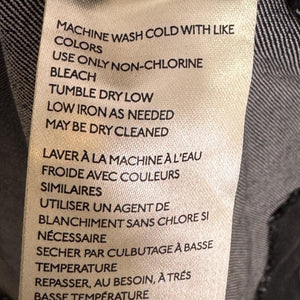 MACHINE WASH COLD WITH LIKE
COLORS
USE ONLY NON-CHLORINE
BLEACH
TUMBLE DRY LOW
LOW IRON AS NEEDED
MAY BE DRY CLEANED
LAVER À LA MACHINE À L'EAU
FROIDE AVEC COULEURS
SIMILAIRES
UTILISER UN AGENT DE
BLANCHIMENT SANS CHLORE SI
NÉCESSAIRE
SECHER PAR CULBUTAGE À BASSE
TEMPERATURE
REPASSER, AU BESOIN, À TRÉS
BASSE TEMPÉRATURE